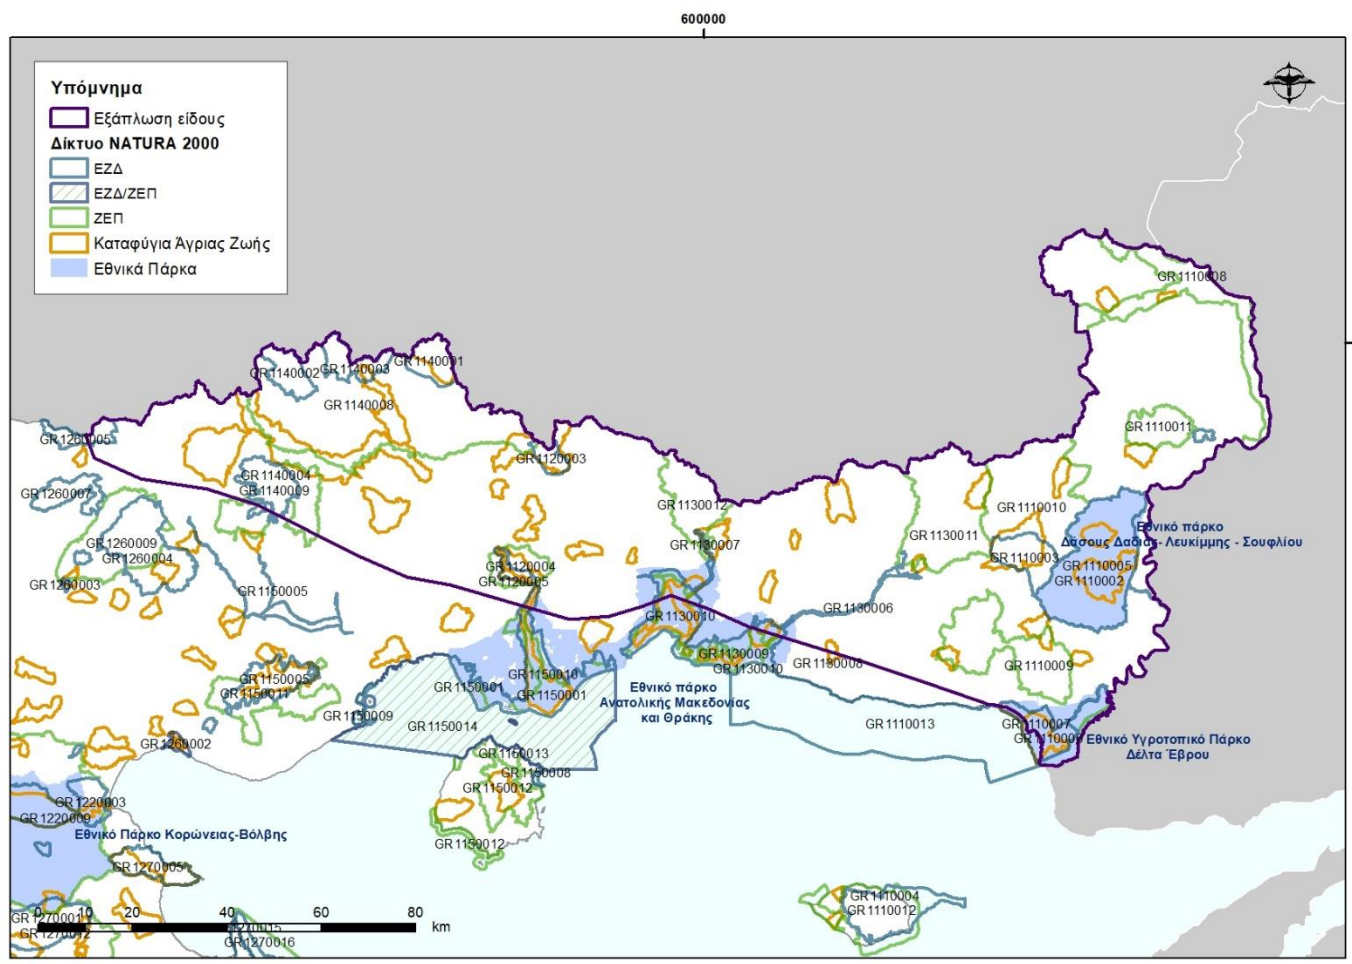 600000
Υπόμνημα
Εξάπλωση είδους
Δίκτυο NATURA 2000
ΕΖΔ
ΕΖΔ/ΖΕΠ
ΖΕΠ
Καταφύγια Άγριας Ζωής
Εθνικά Πάρκα
GR1110008
GR1140001
GR1140002
GR1140003
GR1140008
GR1110011
GR1260005
GR1120003
GR1140004
GR1140009
GR1260007
GR1130012
GR1110010
Εθνικό πάρκο
Δάσους Δαδιάς- Λευκίμμης - Σουφλίου
GR1130011
GR1260009
GR1130007
GR1260004
GR1110003
GR1120004
GR1110005
GR1120005
GR1110002
GR1260003
GR1150005
GR1130006
GR1130010
GR1130009
GR1130008
GR1130010
GR1110009
GR1150005
GR1150010
GR1150011
GR1150001
GR1150001
Εθνικό πάρκο
Ανατολικής Μακεδονίας
και Θράκης
GR1150009
GR1150014
GR1110013
GR1110007
Εθνικό Υγροτοπικό Πάρκο
Δέλτα Έβρου
GR1260002
GR1150008
GR1150012
GR1220003
GR1220009
Εθνικό Πάρκο Κορώνειας-Βόλβης
GR1150012
GR1270005
GR1110004
GR1110012
0 10 20 40 60 80
km
GR1270001
GR1270012
GR1270016